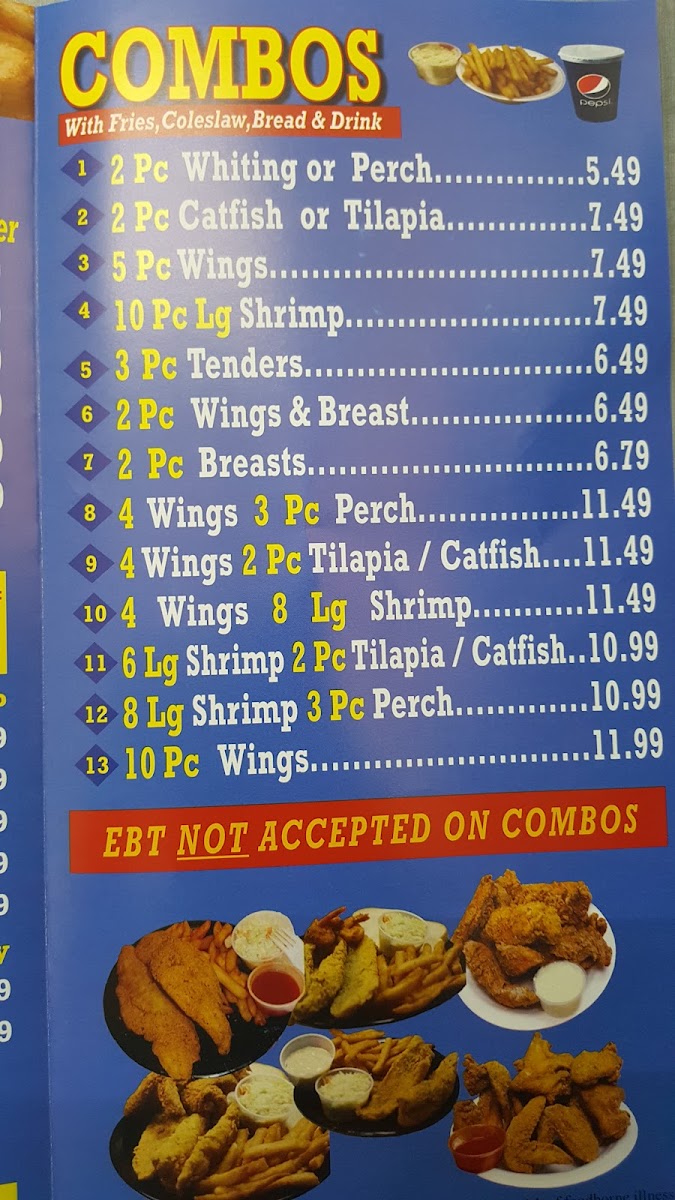 COMBOS
With Fries,Coleslaw,Bread & Drink
pepsi
1 2 Pc Whiting or Perch...............5.49
2 2 Pc Catfish or Tilapia..............7.49
3 5 Pc Wings................................7.49
4 10 Pc Lg Shrimp.........................7.49
5 3 Pc Tenders.............................6.49
6 2 Pc Wings & Breast..................6.49
7 2 Pc Breasts.............................6.79
8 4 Wings 3 Pc Perch................11.49
9 4 Wings 2 Pc Tilapia / Catfish....11.49
10 4 Wings 8 Lg Shrimp...........11.49
11 6 Lg Shrimp 2 Pc Tilapia / Catfish..10.99
12 8 Lg Shrimp 3 Pc Perch.............10.99
13 10 Pc Wings............................11.99
EBT NOT ACCEPTED ON COMBOS